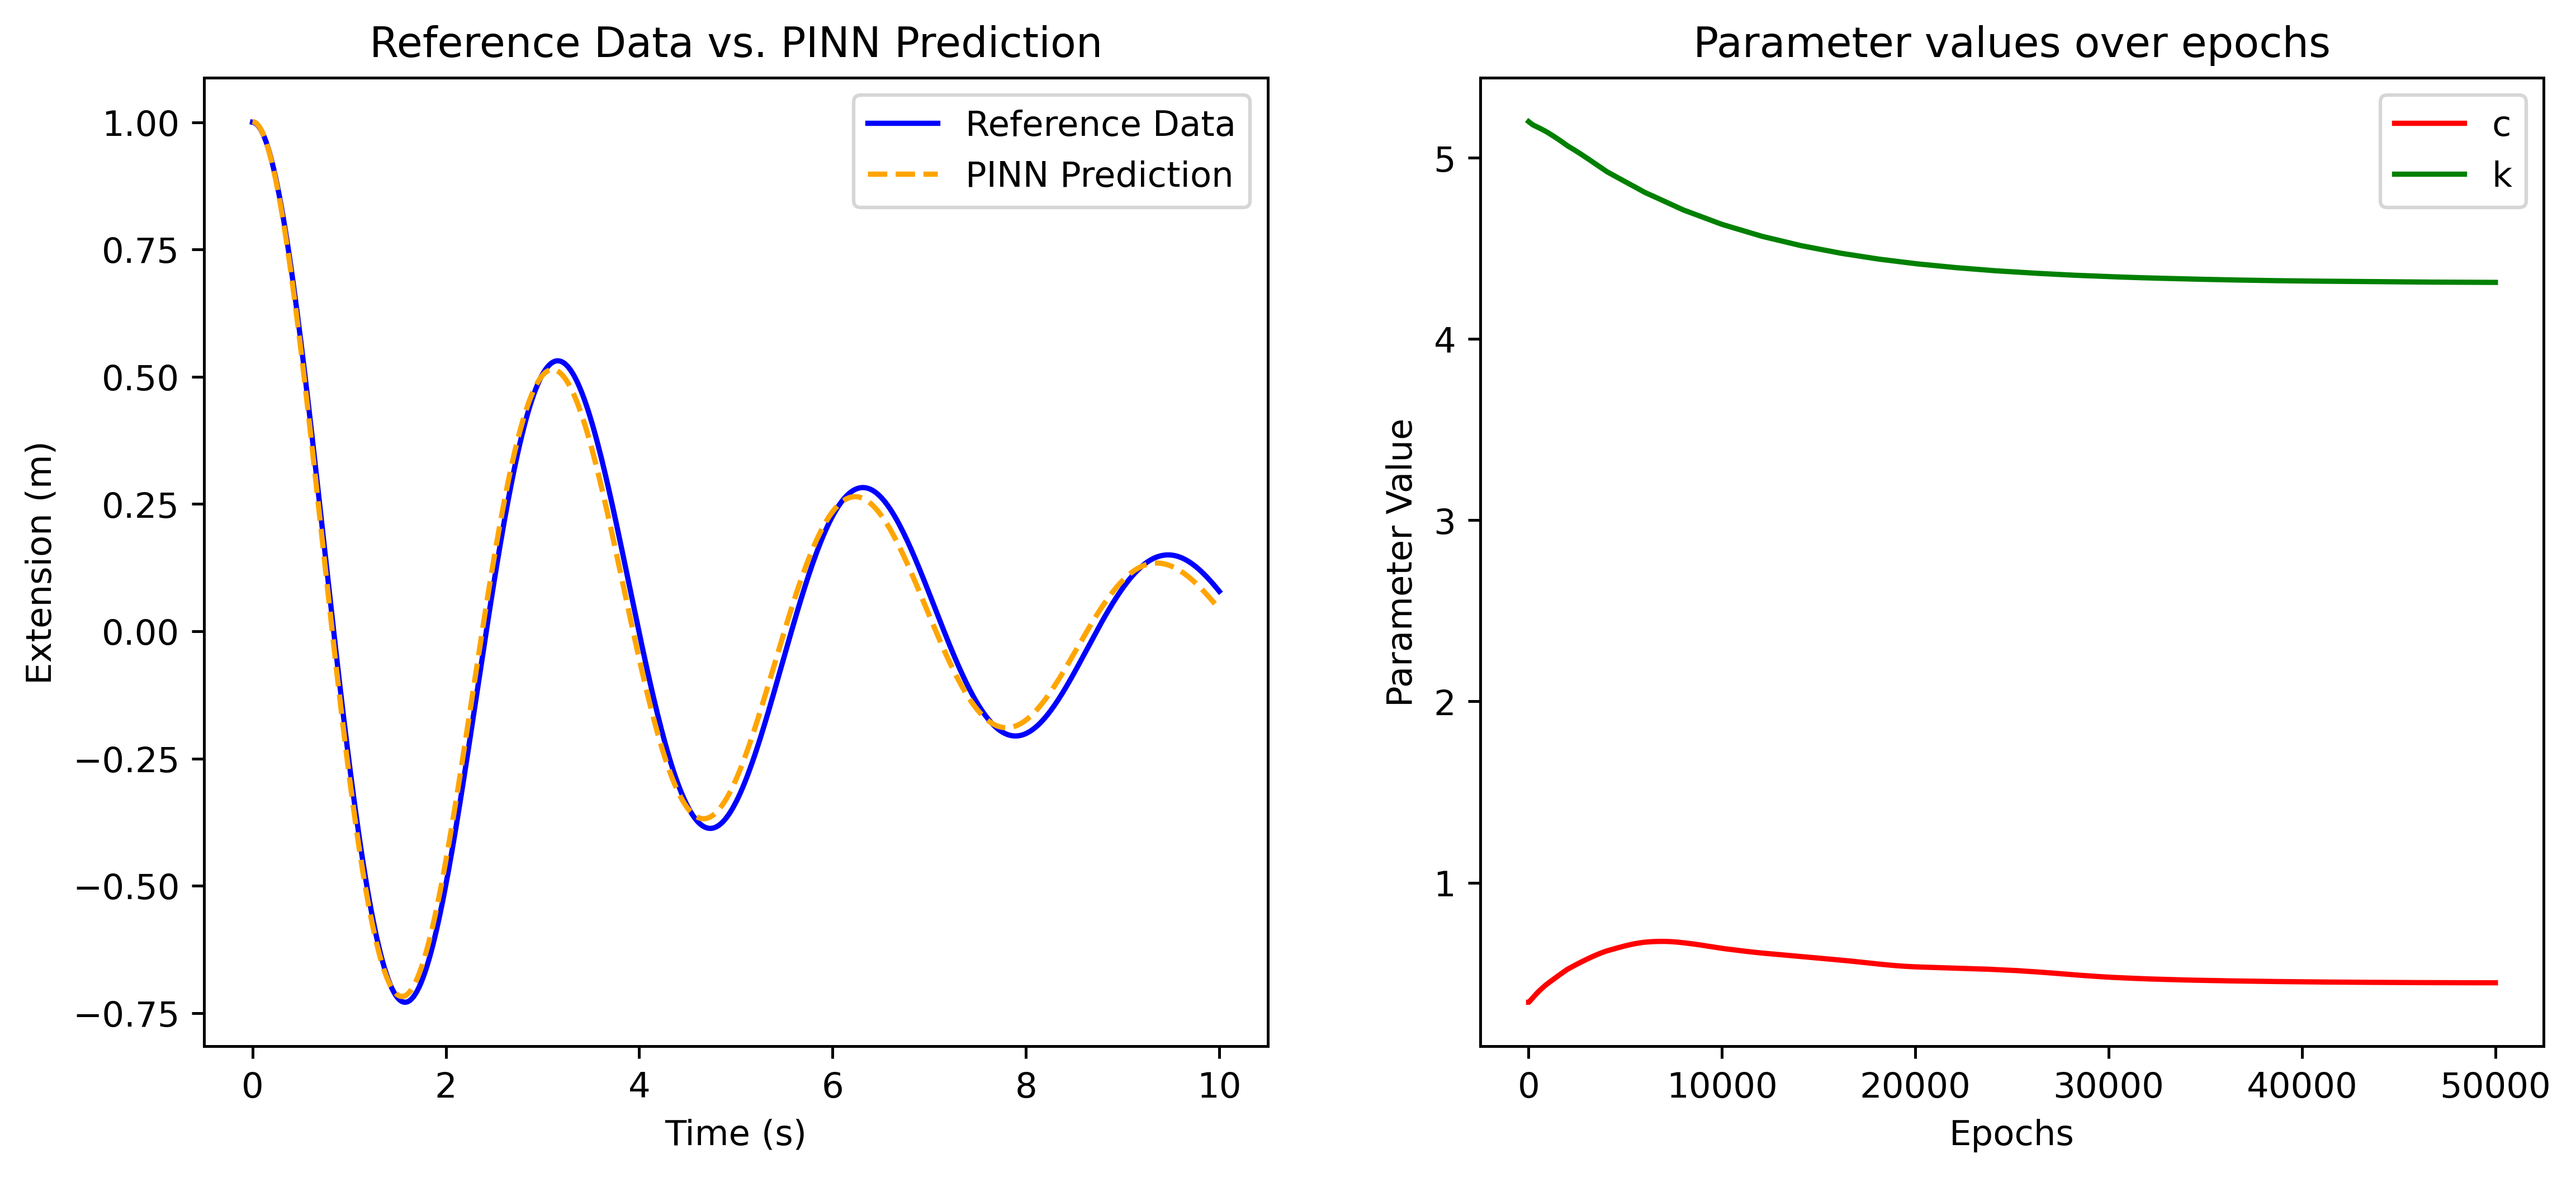 Reference Data vs. PINN Prediction
Reference Data
PINN Prediction
1.00
0.75
0.50
0.25
0.00
−0.25
−0.50
−0.75
Extension (m)
0 2 4 6 8 10
Time (s)
Parameter values over epochs
c
k
5
4
3
2
1
Parameter Value
0 10000 20000 30000 40000 50000
Epochs